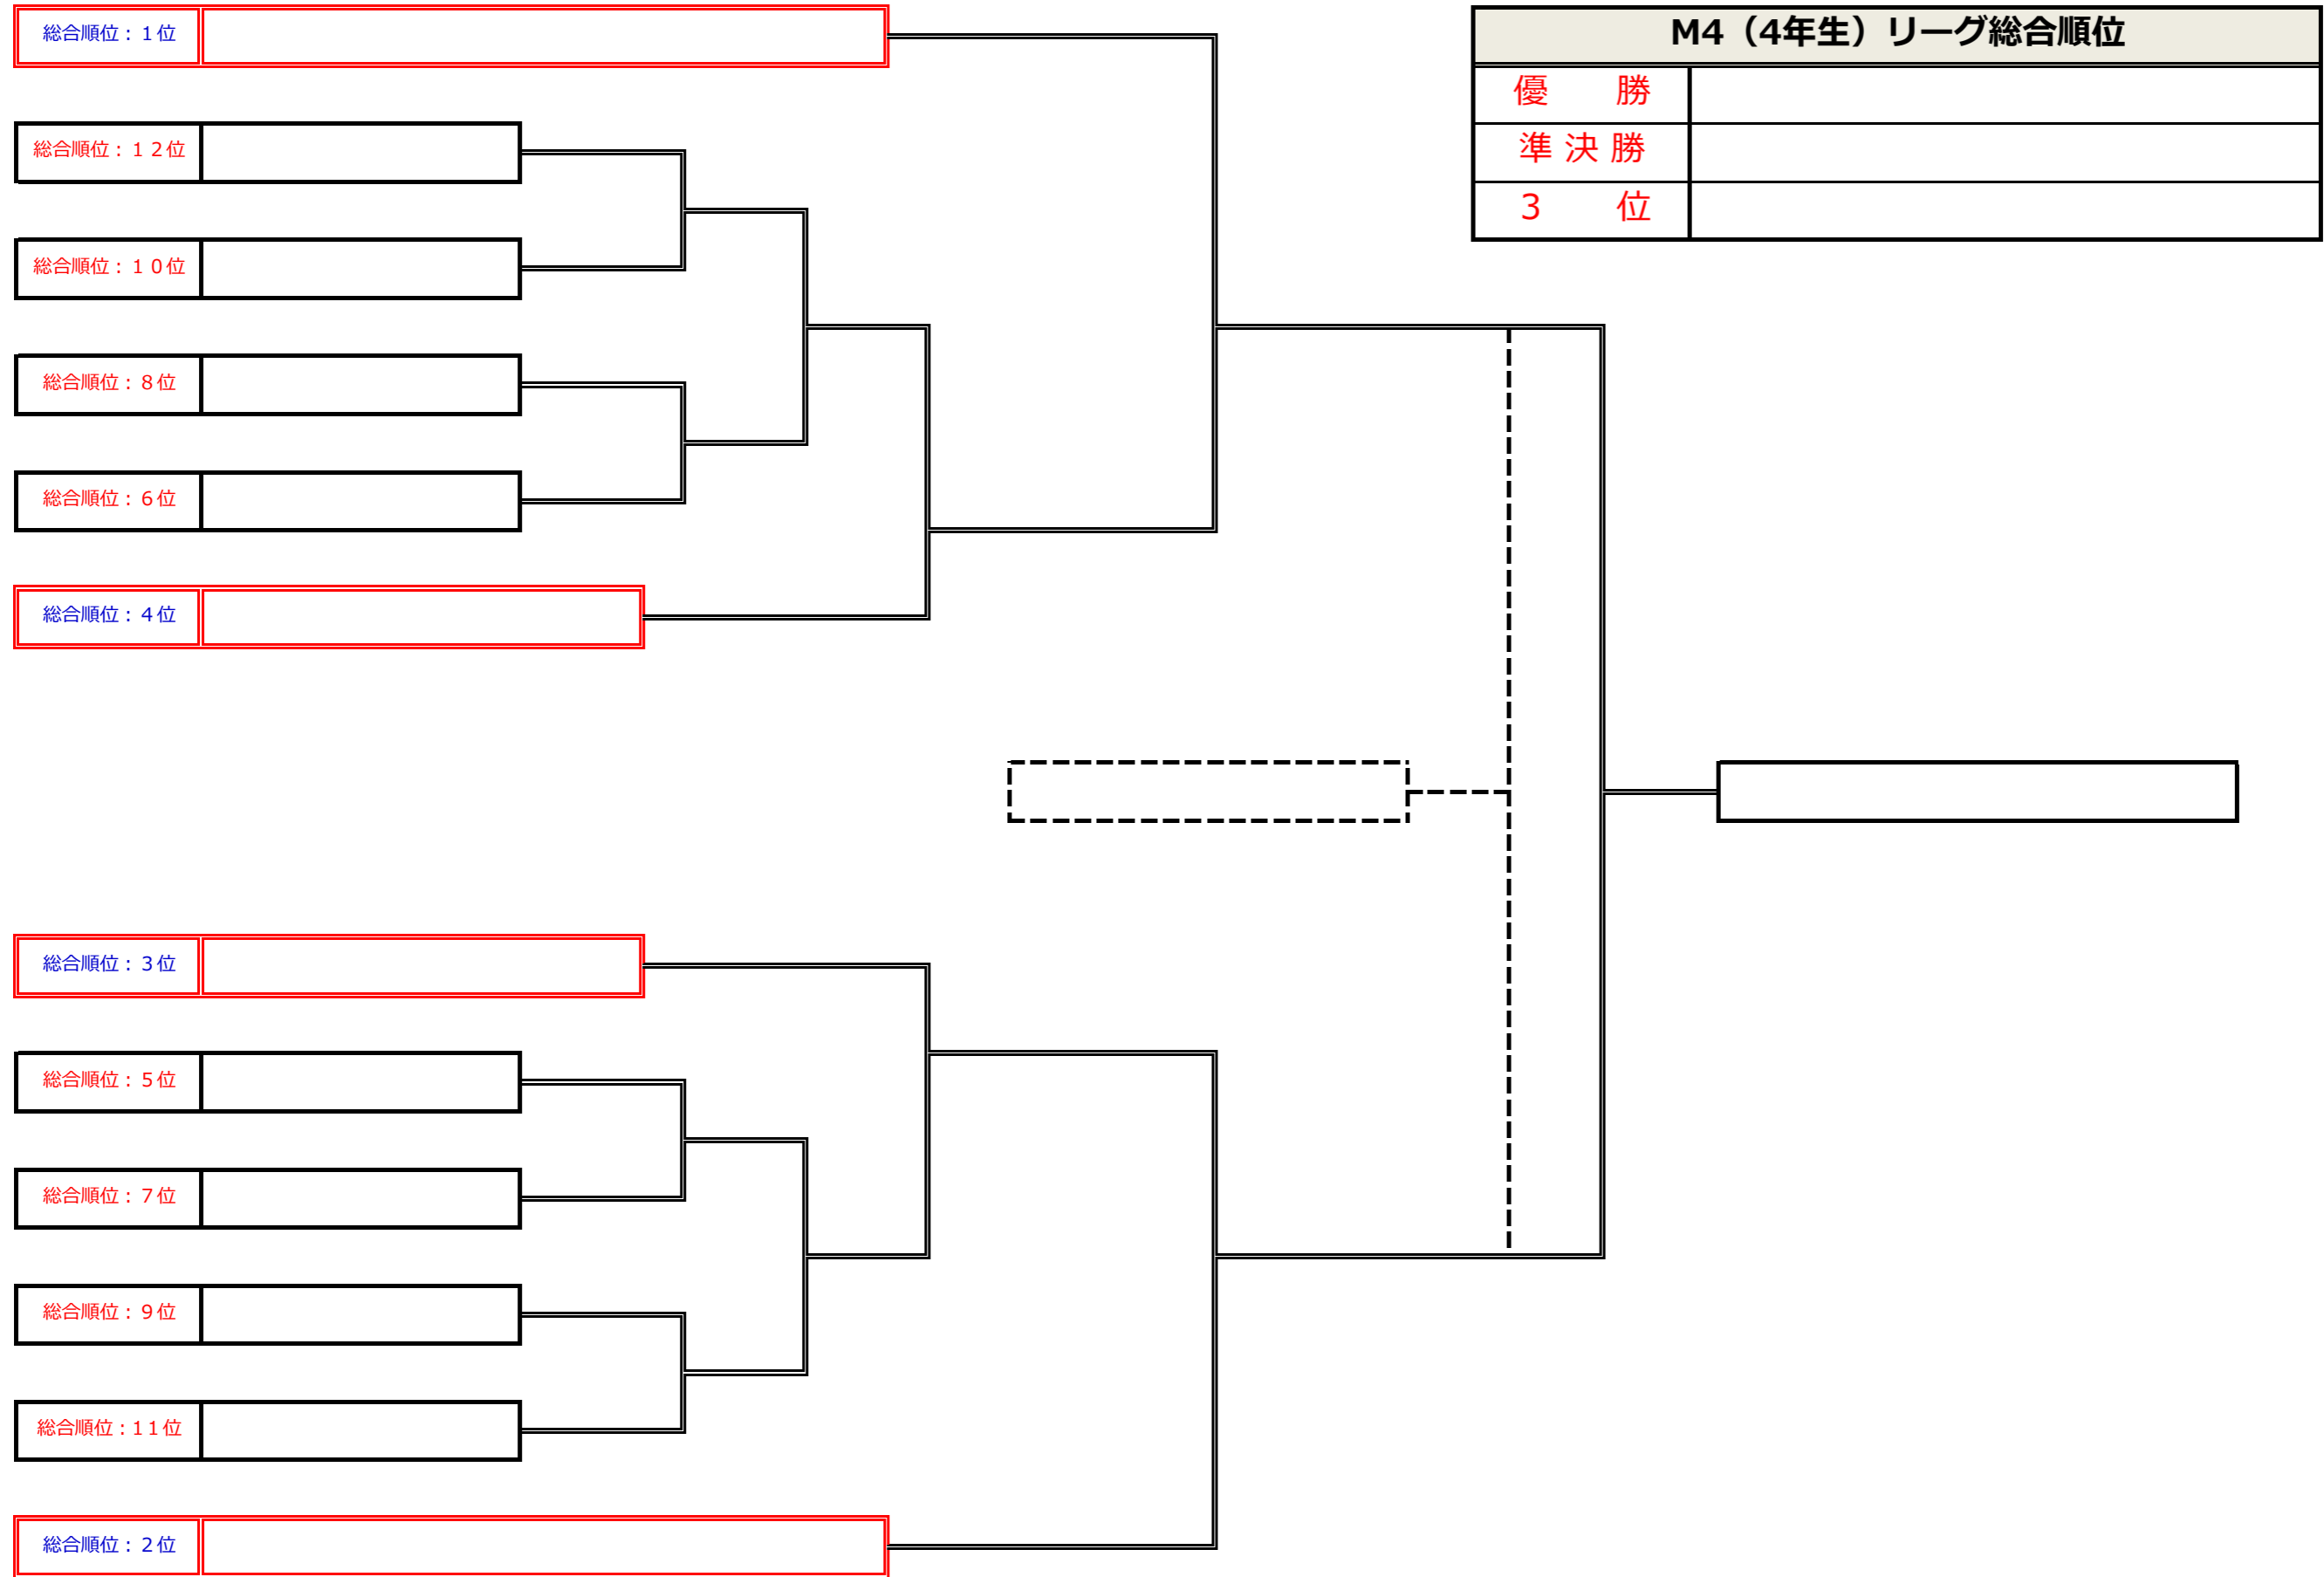 総合順位：１位
総合順位：１２位
総合順位：１０位
総合順位：８位
総合順位：６位
総合順位：４位
総合順位：３位
総合順位：５位
総合順位：７位
総合順位：９位
総合順位：１１位
総合順位：２位
M4（4年生）リーグ総合順位
優　　勝
準 決 勝
３　　位